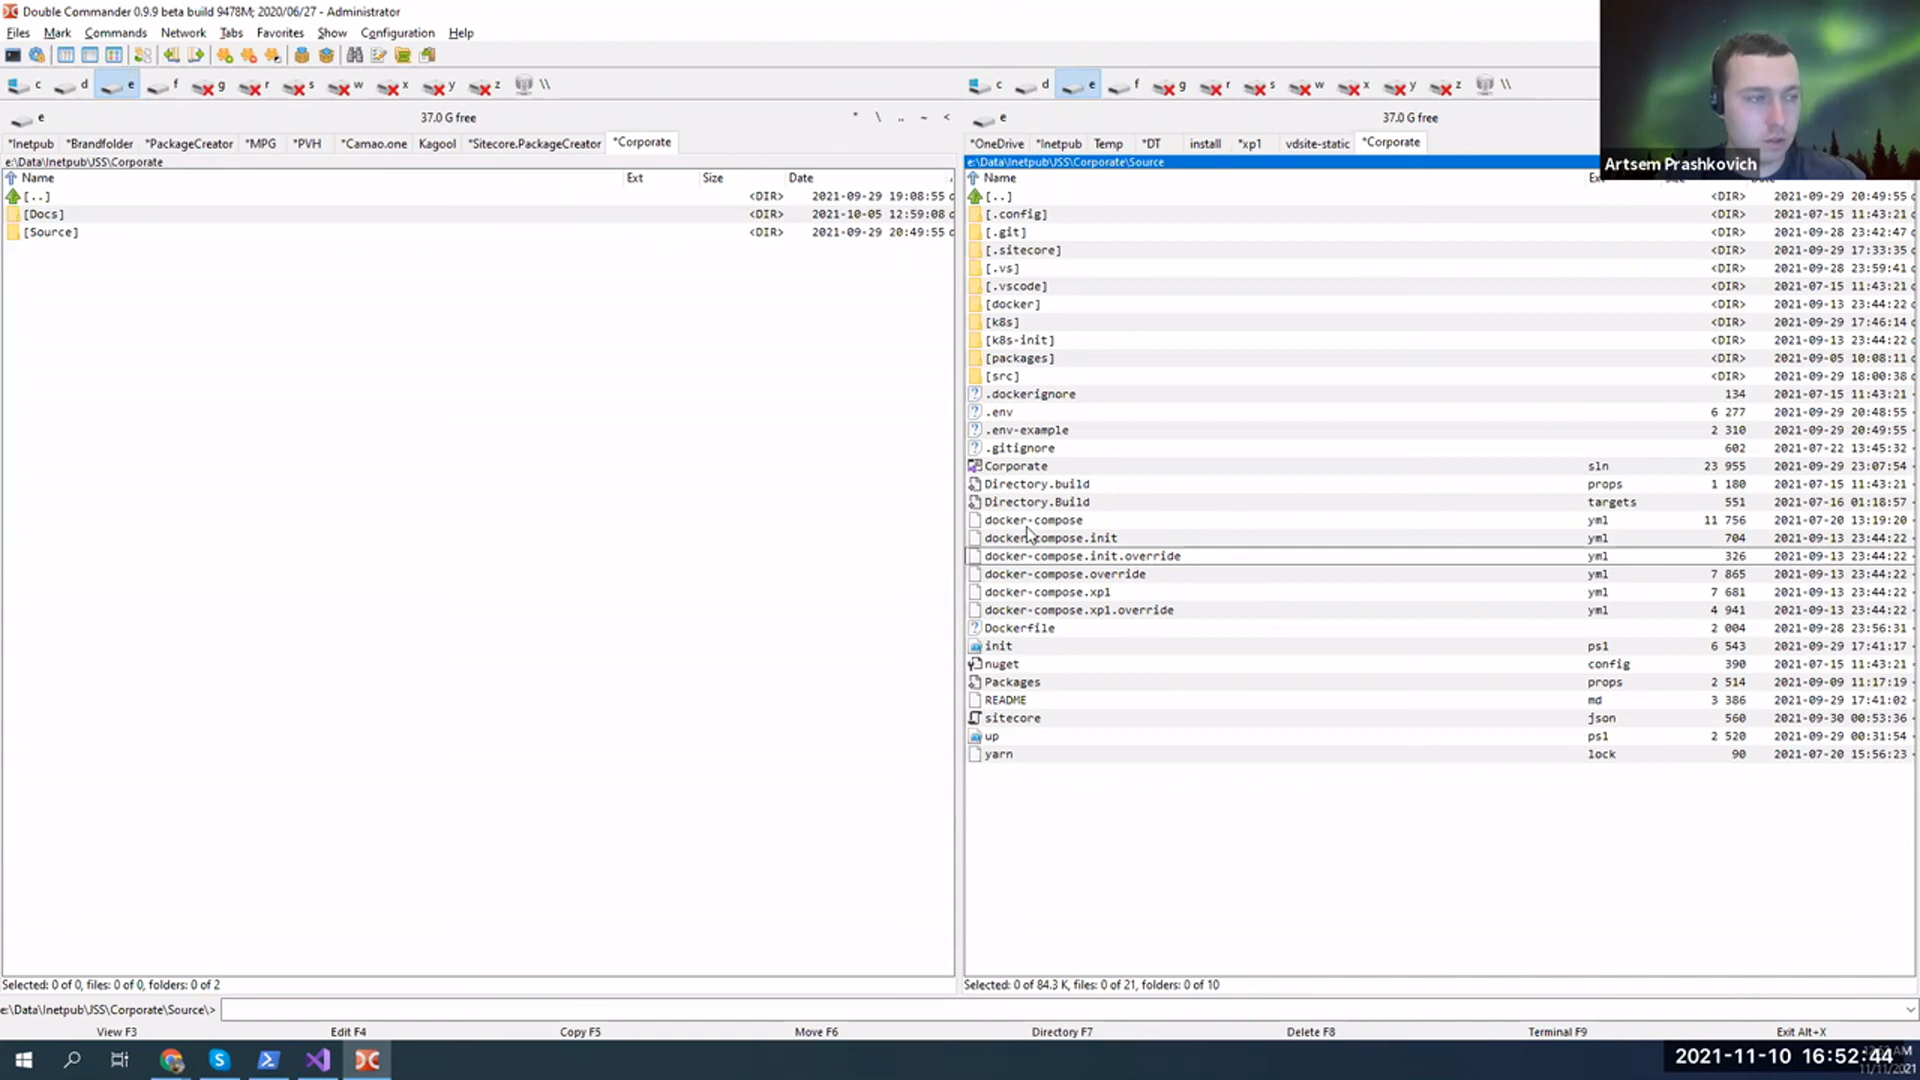 Double Commander 0.9.9 beta build 9478M; 2020/06/27 - Administrator
Files Mark Commands Network Tabs Favorites Show Configuration Help
c d e f g r s w x y z \\ c d e f g r s w x y z \\
e 37.0 G free * \ .. ~ < e 37.0 G free
*Inetpub *Brandfolder *PackageCreator *MPG *PVH *Camao.one Kagool *Sitecore.PackageCreator *Corporate *OneDrive *Inetpub Temp *DT install *xp1 vdsite-static *Corporate
Artsem Prashkovich
e:\Data\Inetpub\JSS\Corporate e:\Data\Inetpub\JSS\Corporate\Source
Name Ext Size Date Name
[..] <DIR> 2021-09-29 19:08:55 [..] <DIR> 2021-09-29 20:49:55
[Docs] <DIR> 2021-10-05 12:59:08 [.config] <DIR> 2021-07-15 11:43:21
[Source] <DIR> 2021-09-29 20:49:55 [.git] <DIR> 2021-09-28 23:42:47
[.sitecore] <DIR> 2021-09-29 17:33:35
[.vs] <DIR> 2021-09-28 23:59:41
[.vscode] <DIR> 2021-07-15 11:43:21
[docker] <DIR> 2021-09-13 23:44:22
[k8s] <DIR> 2021-09-29 17:46:14
[k8s-init] <DIR> 2021-09-13 23:44:22
[packages] <DIR> 2021-09-05 10:08:11
[src] <DIR> 2021-09-29 18:00:38
.dockerignore 134 2021-07-15 11:43:21
.env 6 277 2021-09-29 20:48:55
.env-example 2 310 2021-09-29 20:49:55
.gitignore 602 2021-07-22 13:45:32
Corporate sln 23 955 2021-09-29 23:07:54
Directory.build props 1 180 2021-07-15 11:43:21
Directory.Build targets 551 2021-07-16 01:18:57
docker-compose yml 11 756 2021-07-20 13:19:20
docker-compose.init yml 704 2021-09-13 23:44:22
docker-compose.init.override yml 326 2021-09-13 23:44:22
docker-compose.override yml 7 865 2021-09-13 23:44:22
docker-compose.xp1 yml 7 681 2021-09-13 23:44:22
docker-compose.xp1.override yml 4 941 2021-09-13 23:44:22
Dockerfile 2 004 2021-09-28 23:56:31
init ps1 6 543 2021-09-29 17:41:17
nuget config 390 2021-07-15 11:43:21
Packages props 2 514 2021-09-09 11:17:19
README md 3 386 2021-09-29 17:41:02
sitecore json 560 2021-09-30 00:53:36
up ps1 2 520 2021-09-29 00:31:54
yarn lock 90 2021-07-20 15:56:23
Selected: 0 of 0, files: 0 of 0, folders: 0 of 2 Selected: 0 of 84.3 K, files: 0 of 21, folders: 0 of 10
e:\Data\Inetpub\JSS\Corporate\Source\>
View F3 Edit F4 Copy F5 Move F6 Directory F7 Delete F8 Terminal F9 Exit Alt+X
2021-11-10 16:52:44